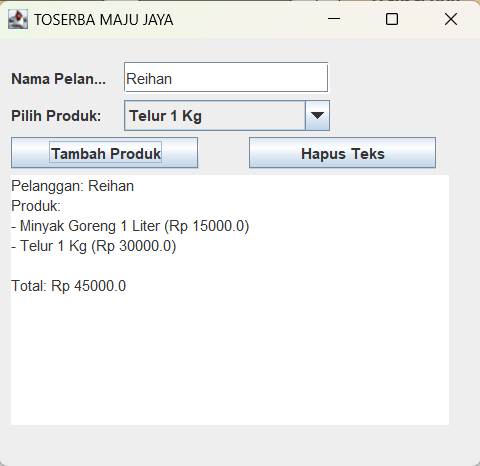 TOSERBA MAJU JAYA
Nama Pelan... Reihan
Pilih Produk: Telur 1 Kg
Tambah Produk Hapus Teks
Pelanggan: Reihan
Produk:
- Minyak Goreng 1 Liter (Rp 15000.0)
- Telur 1 Kg (Rp 30000.0)
Total: Rp 45000.0